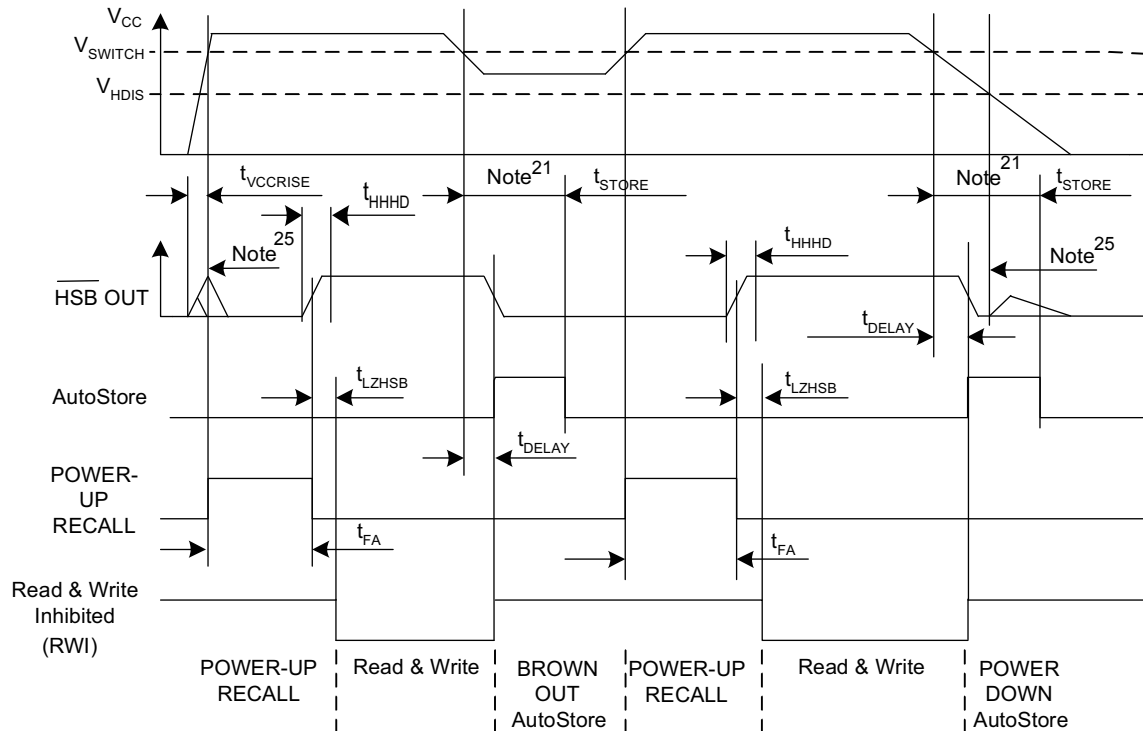 VCC
VSWITCH
VHDIS
tVCCRISE
Note21
tSTORE
Note21
tSTORE
tHHHD
tHHHD
Note25
Note25
HSB OUT
tDELAY
tLZHSB
tLZHSB
AutoStore
tDELAY
POWER-
UP
RECALL
tFA
tFA
Read & Write
Inhibited
(RWI)
POWER-UP
RECALL
Read & Write
BROWN
OUT
AutoStore
POWER-UP
RECALL
Read & Write
POWER
DOWN
AutoStore